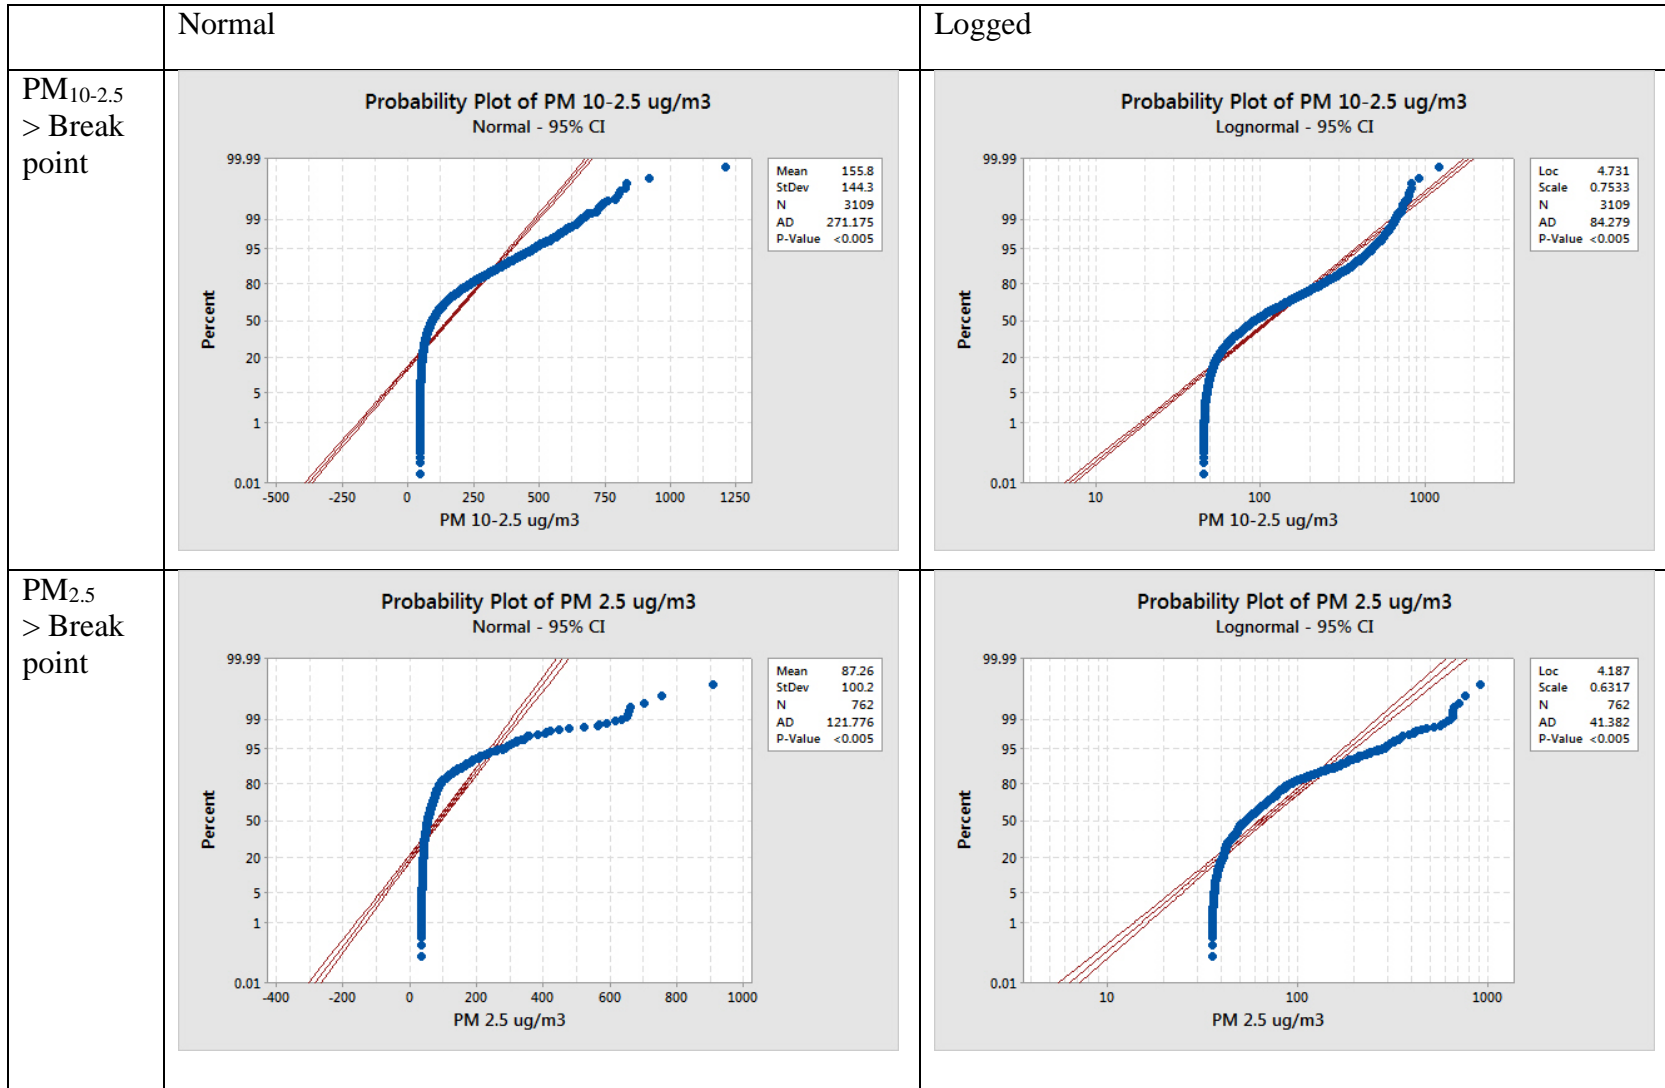 Normal
Logged
PM10-2.5
> Break
point
Probability Plot of PM 10-2.5 ug/m3
Normal - 95% CI
99.99
99
95
80
50
20
5
1
0.01
Percent
-500 -250 0 250 500 750 1000 1250
PM 10-2.5 ug/m3
Mean 155.8
StDev 144.3
N 3109
AD 271.175
P-Value <0.005
Probability Plot of PM 10-2.5 ug/m3
Lognormal - 95% CI
99.99
99
95
80
50
20
5
1
0.01
Percent
10 100 1000
PM 10-2.5 ug/m3
Loc 4.731
Scale 0.7533
N 3109
AD 84.279
P-Value <0.005
PM2.5
> Break
point
Probability Plot of PM 2.5 ug/m3
Normal - 95% CI
99.99
99
95
80
50
20
5
1
0.01
Percent
-400 -200 0 200 400 600 800 1000
PM 2.5 ug/m3
Mean 87.26
StDev 100.2
N 762
AD 121.776
P-Value <0.005
Probability Plot of PM 2.5 ug/m3
Lognormal - 95% CI
99.99
99
95
80
50
20
5
1
0.01
Percent
10 100 1000
PM 2.5 ug/m3
Loc 4.187
Scale 0.6317
N 762
AD 41.382
P-Value <0.005